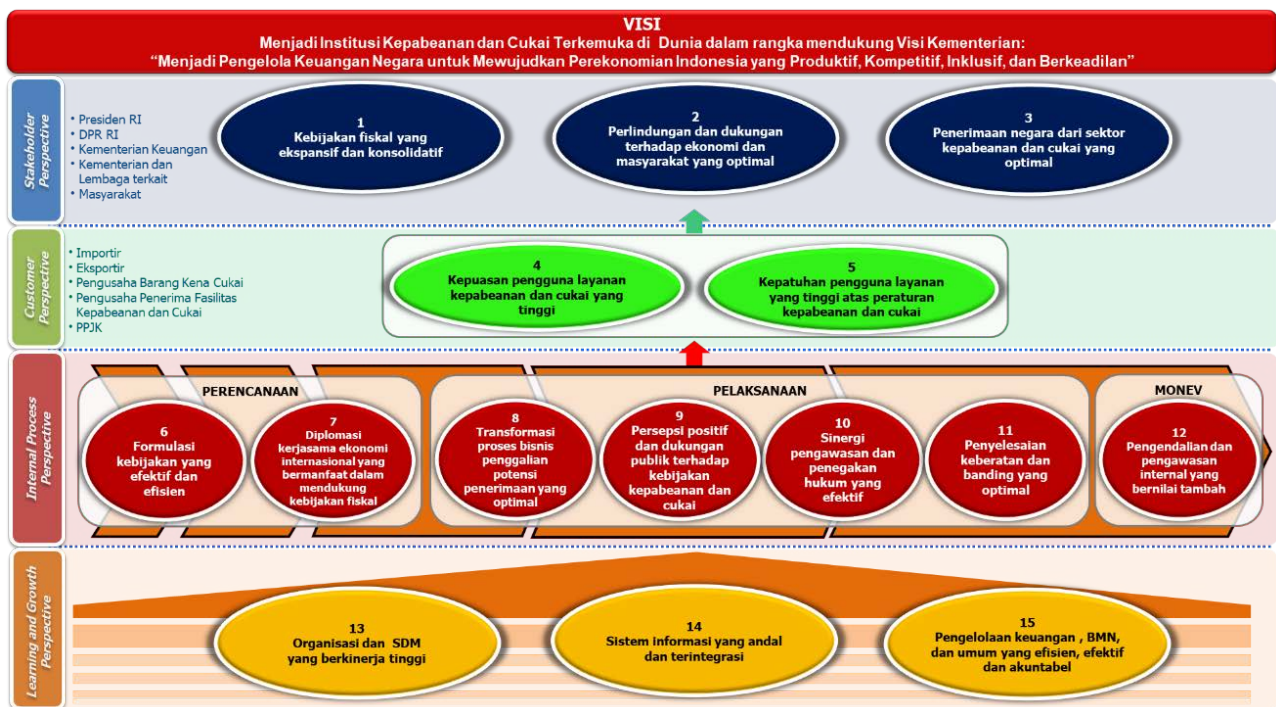 VISI
Menjadi Institusi Kepabeanan dan Cukai Terkemuka di Dunia dalam rangka mendukung Visi Kementerian:
“Menjadi Pengelola Keuangan Negara untuk Mewujudkan Perekonomian Indonesia yang Produktif, Kompetitif, Inklusif, dan Berkeadilan”
Stakeholder
Perspective
• Presiden RI
• DPR RI
• Kementerian Keuangan
• Kementerian dan
Lembaga terkait
• Masyarakat
1
Kebijakan fiskal yang
ekspansif dan konsolidatif
2
Perlindungan dan dukungan
terhadap ekonomi dan
masyarakat yang optimal
3
Penerimaan negara dari sektor
kepabeanan dan cukai yang
optimal
Customer
Perspective
• Importir
• Eksportir
• Pengusaha Barang Kena Cukai
• Pengusaha Penerima Fasilitas
Kepabeanan dan Cukai
• PPJK
4
Kepuasan pengguna layanan
kepabeanan dan cukai yang
tinggi
5
Kepatuhan pengguna layanan
yang tinggi atas peraturan
kepabeanan dan cukai
Internal Process
Perspective
PERENCANAAN
6
Formulasi
kebijakan yang
efektif dan
efisien
7
Diplomasi
kerjasama ekonomi
internasional yang
bermanfaat dalam
mendukung
kebijakan fiskal
PELAKSANAAN
8
Transformasi
proses bisnis
penggalian
potensi
penerimaan yang
optimal
9
Persepsi positif
dan dukungan
publik terhadap
kebijakan
kepabeanan dan
cukai
10
Sinergi
pengawasan dan
penegakan
hukum yang
efektif
11
Penyelesaian
keberatan dan
banding yang
optimal
MONEV
12
Pengendalian dan
pengawasan
internal yang
bernilai tambah
Learning and Growth
Perspective
13
Organisasi dan SDM
yang berkinerja tinggi
14
Sistem informasi yang andal
dan terintegrasi
15
Pengelolaan keuangan , BMN,
dan umum yang efisien, efektif
dan akuntabel